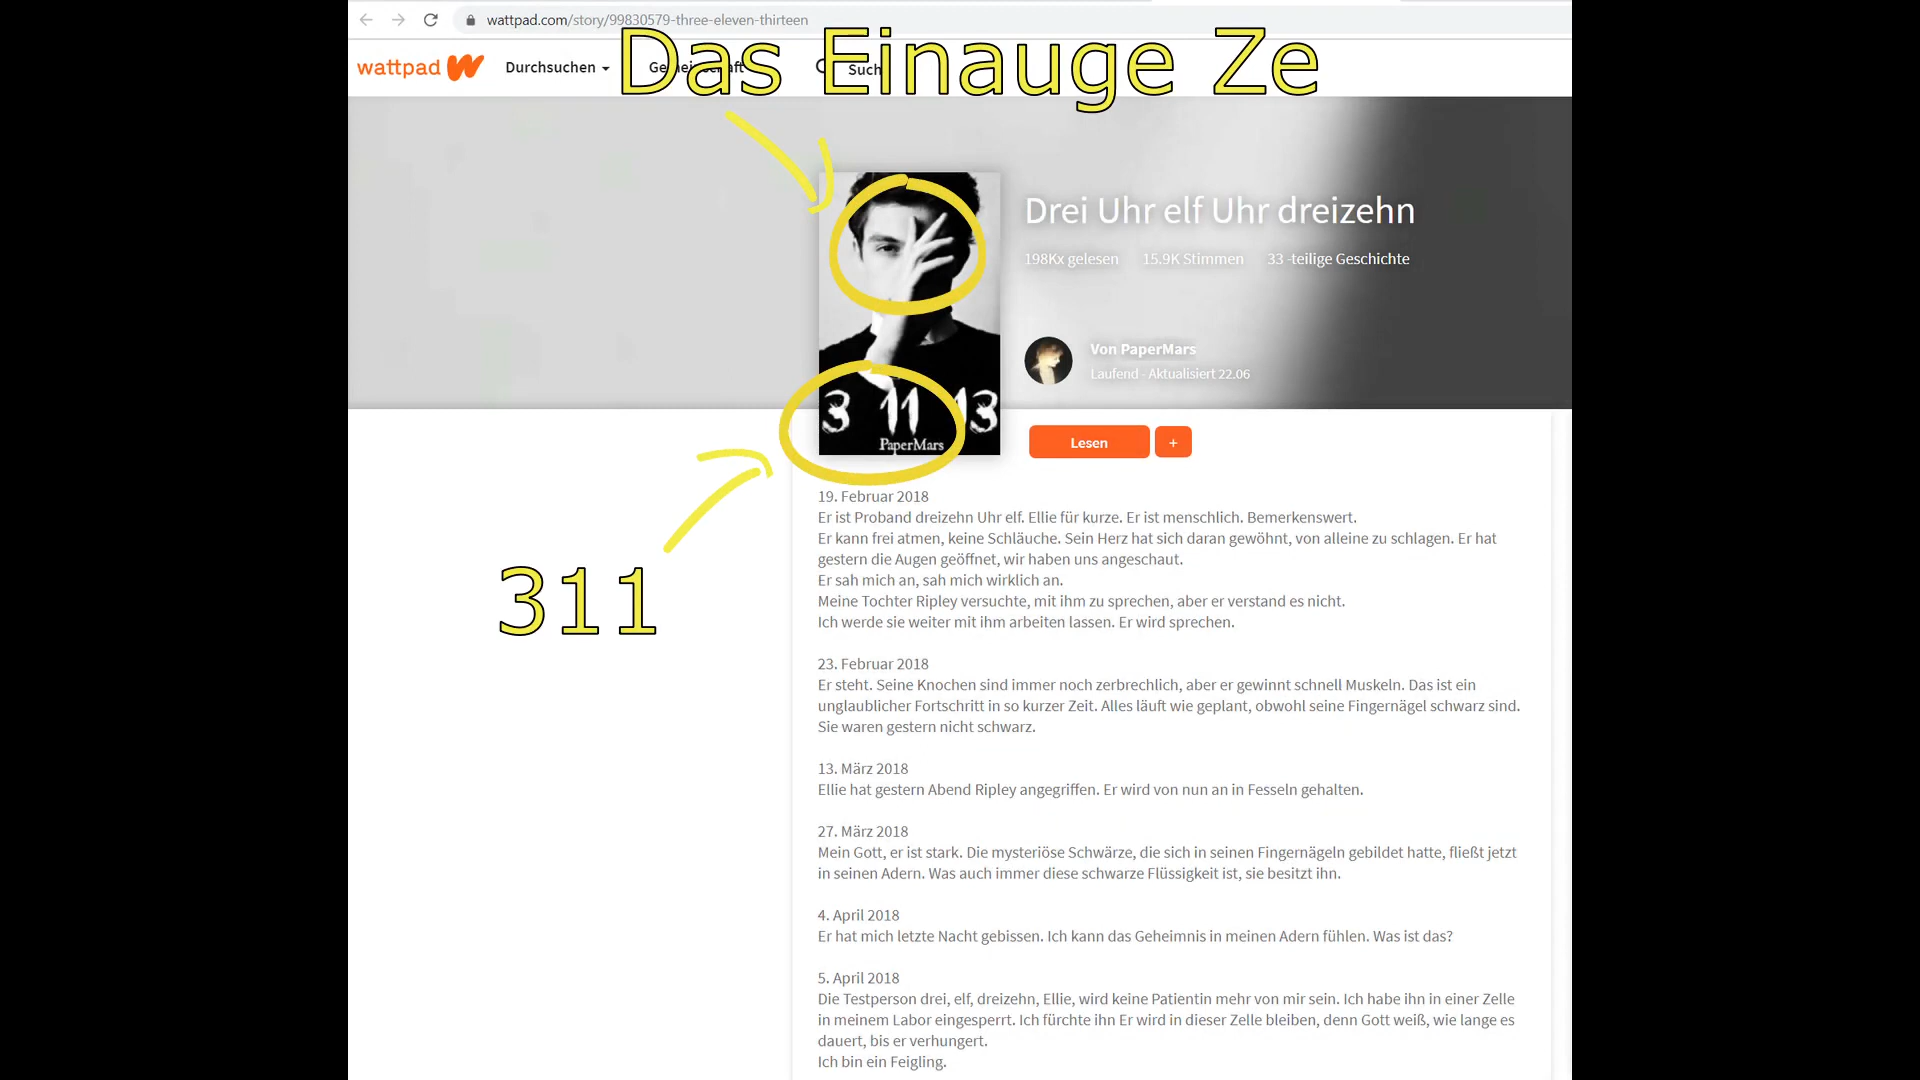 wattpad.com/story/99830579-three-eleven-thirteen
Das Einauge Ze
wattpad
Durchsuchen
Drei Uhr elf Uhr dreizehn
198Kx gelesen 15.9K Stimmen 33 -teilige Geschichte
Von PaperMars
Laufend - Aktualisiert 22.06
3 11 13
PaperMars
Lesen +
311
19. Februar 2018
Er ist Proband dreizehn Uhr elf. Ellie für kurze. Er ist menschlich. Bemerkenswert.
Er kann frei atmen, keine Schläuche. Sein Herz hat sich daran gewöhnt, von alleine zu schlagen. Er hat
gestern die Augen geöffnet, wir haben uns angeschaut.
Er sah mich an, sah mich wirklich an.
Meine Tochter Ripley versuchte, mit ihm zu sprechen, aber er verstand es nicht.
Ich werde sie weiter mit ihm arbeiten lassen. Er wird sprechen.
23. Februar 2018
Er steht. Seine Knochen sind immer noch zerbrechlich, aber er gewinnt schnell Muskeln. Das ist ein
unglaublicher Fortschritt in so kurzer Zeit. Alles läuft wie geplant, obwohl seine Fingernägel schwarz sind.
Sie waren gestern nicht schwarz.
13. März 2018
Ellie hat gestern Abend Ripley angegriffen. Er wird von nun an in Fesseln gehalten.
27. März 2018
Mein Gott, er ist stark. Die mysteriöse Schwärze, die sich in seinen Fingernägeln gebildet hatte, fließt jetzt
in seinen Adern. Was auch immer diese schwarze Flüssigkeit ist, sie besitzt ihn.
4. April 2018
Er hat mich letzte Nacht gebissen. Ich kann das Geheimnis in meinen Adern fühlen. Was ist das?
5. April 2018
Die Testperson drei, elf, dreizehn, Ellie, wird keine Patientin mehr von mir sein. Ich habe ihn in einer Zelle
in meinem Labor eingesperrt. Ich fürchte ihn Er wird in dieser Zelle bleiben, denn Gott weiß, wie lange es
dauert, bis er verhungert.
Ich bin ein Feigling.